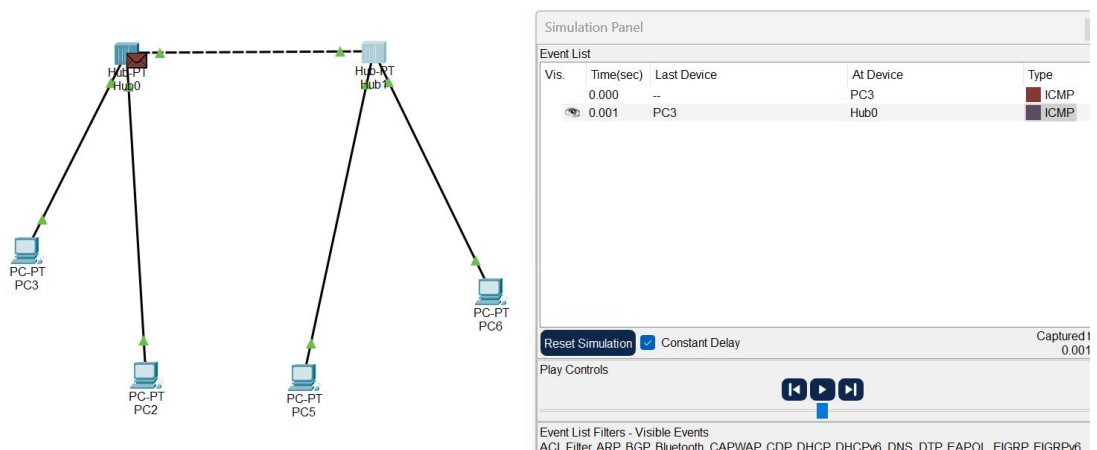 Simulation Panel
Event List
Vis. Time(sec) Last Device At Device Type
0.000 -- PC3 ICMP
0.001 PC3 Hub0 ICMP
Hub-PT
Hub0
Hub-PT
Hub1
PC-PT
PC3
PC-PT
PC6
PC-PT
PC2
PC-PT
PC5
Reset Simulation Constant Delay
Captured
0.001
Play Controls
Event List Filters - Visible Events
ACL Filter, ARP, BGP, Bluetooth, CAPWAP, CDP, DHCP, DHCPv6, DNS, DTP, EAPOL, EIGRP, EIGRPv6,